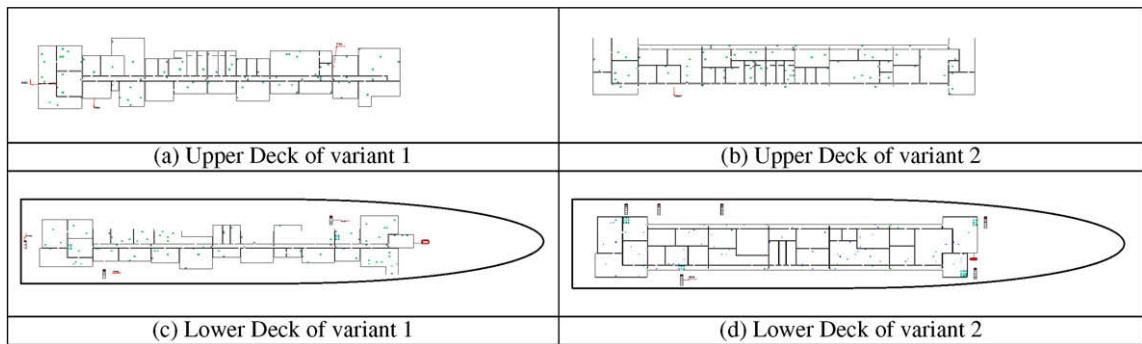 (a) Upper Deck of variant 1
(b) Upper Deck of variant 2
(c) Lower Deck of variant 1
(d) Lower Deck of variant 2